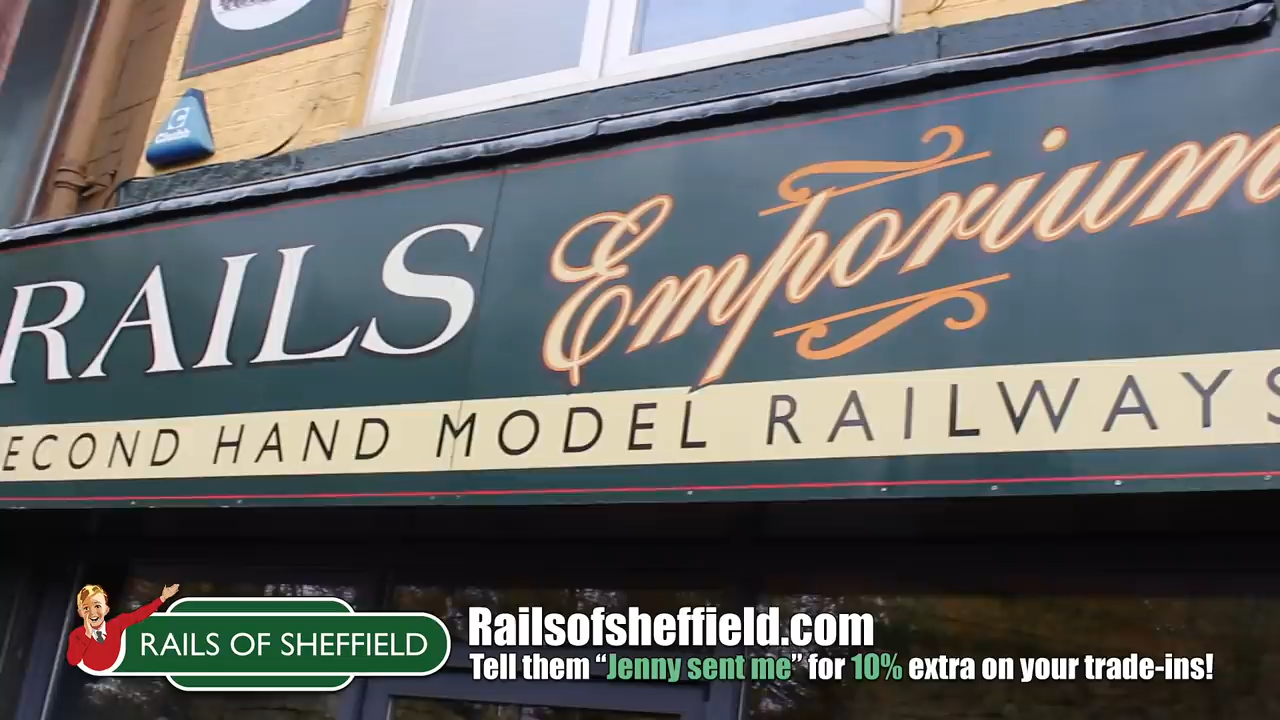 RAILS Emporium
ECOND HAND MODEL RAILWAYS
RAILS OF SHEFFIELD
Railsofsheffield.com
Tell them “Jenny sent me” for 10% extra on your trade-ins!